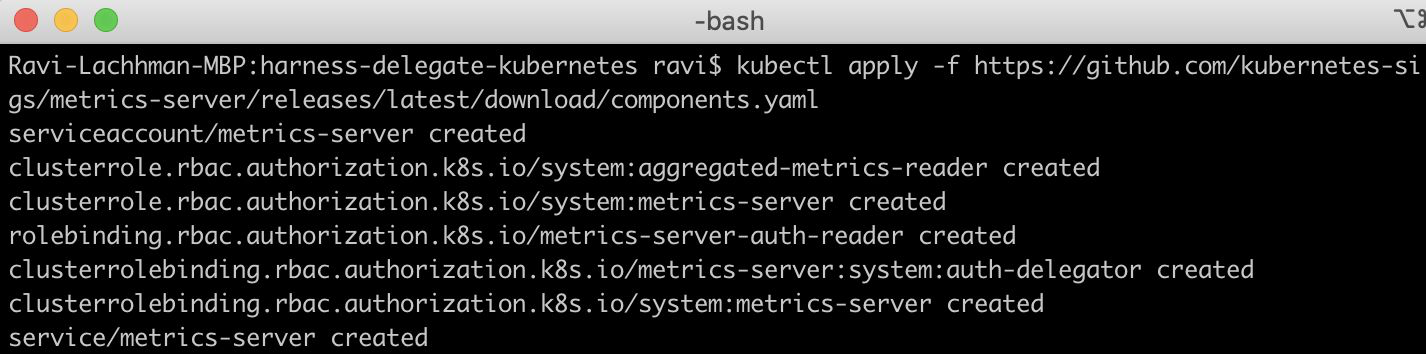 -bash
⌥⌘
Ravi-Lachhman-MBP:harness-delegate-kubernetes ravi$ kubectl apply -f https://github.com/kubernetes-si
gs/metrics-server/releases/latest/download/components.yaml
serviceaccount/metrics-server created
clusterrole.rbac.authorization.k8s.io/system:aggregated-metrics-reader created
clusterrole.rbac.authorization.k8s.io/system:metrics-server created
rolebinding.rbac.authorization.k8s.io/metrics-server-auth-reader created
clusterrolebinding.rbac.authorization.k8s.io/metrics-server:system:auth-delegator created
clusterrolebinding.rbac.authorization.k8s.io/system:metrics-server created
service/metrics-server created